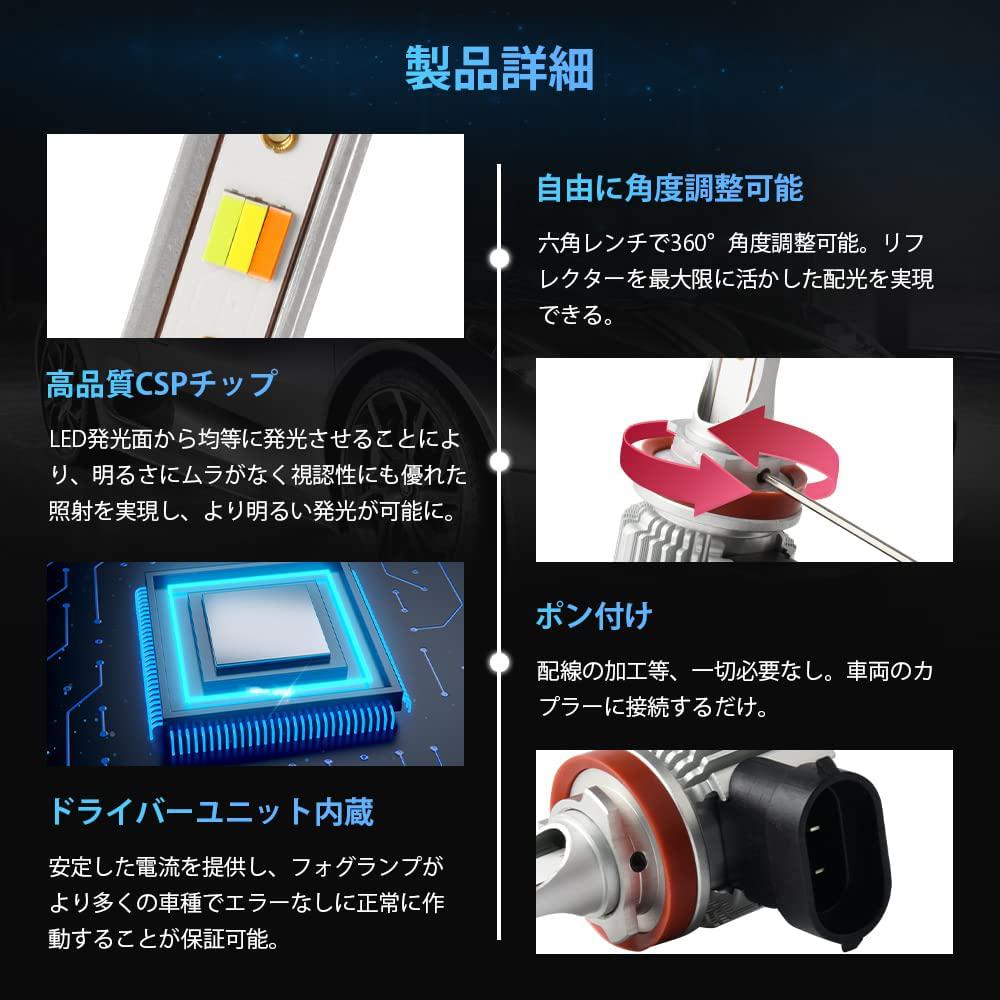 製品詳細
自由に角度調整可能
六角レンチで360°角度調整可能。リフ
レクターを最大限に活かした配光を実現
できる。
高品質CSPチップ
LED発光面から均等に発光させることによ
り、明るさにムラがなく視認性にも優れた
照射を実現し、より明るい発光が可能に。
ポン付け
配線の加工等、一切必要なし。車両のカ
プラーに接続するだけ。
ドライバーユニット内蔵
安定した電流を提供し、フォグランプが
より多くの車種でエラーなしに正常に作
動することが保証可能。